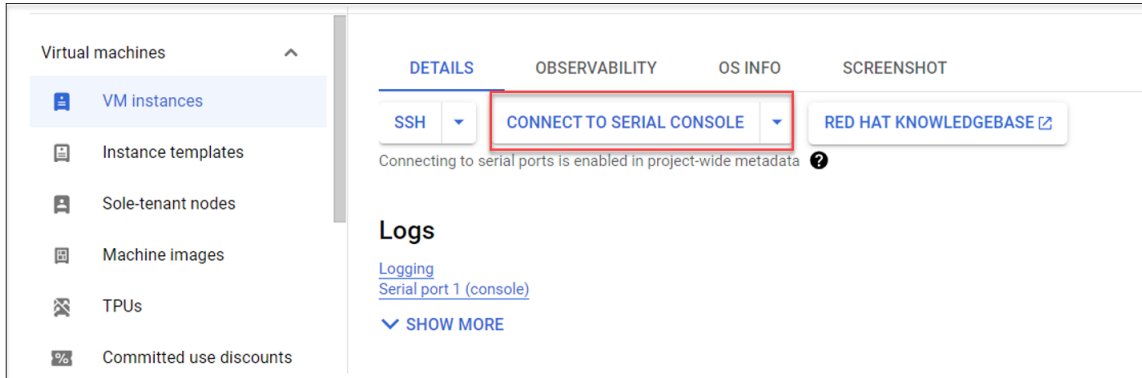 Virtual machines
VM instances
Instance templates
Sole-tenant nodes
Machine images
TPUs
Committed use discounts
DETAILS OBSERVABILITY OS INFO SCREENSHOT
SSH CONNECT TO SERIAL CONSOLE RED HAT KNOWLEDGEBASE
Connecting to serial ports is enabled in project-wide metadata ?
Logs
Logging
Serial port 1 (console)
SHOW MORE